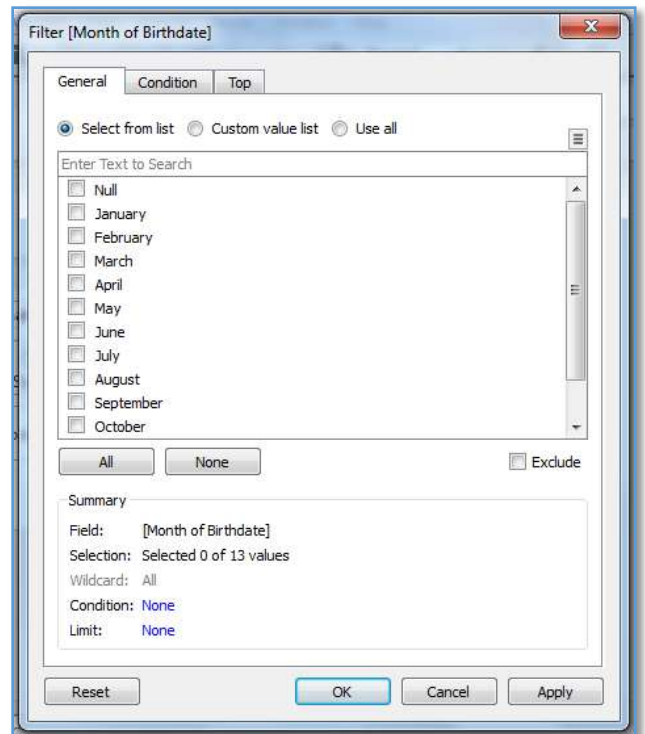 Filter [Month of Birthdate]
General Condition Top
Select from list Custom value list Use all
Enter Text to Search
Null
January
February
March
April
May
June
July
August
September
October
All None Exclude
Summary
Field: [Month of Birthdate]
Selection: Selected 0 of 13 values
Wildcard: All
Condition: None
Limit: None
Reset OK Cancel Apply